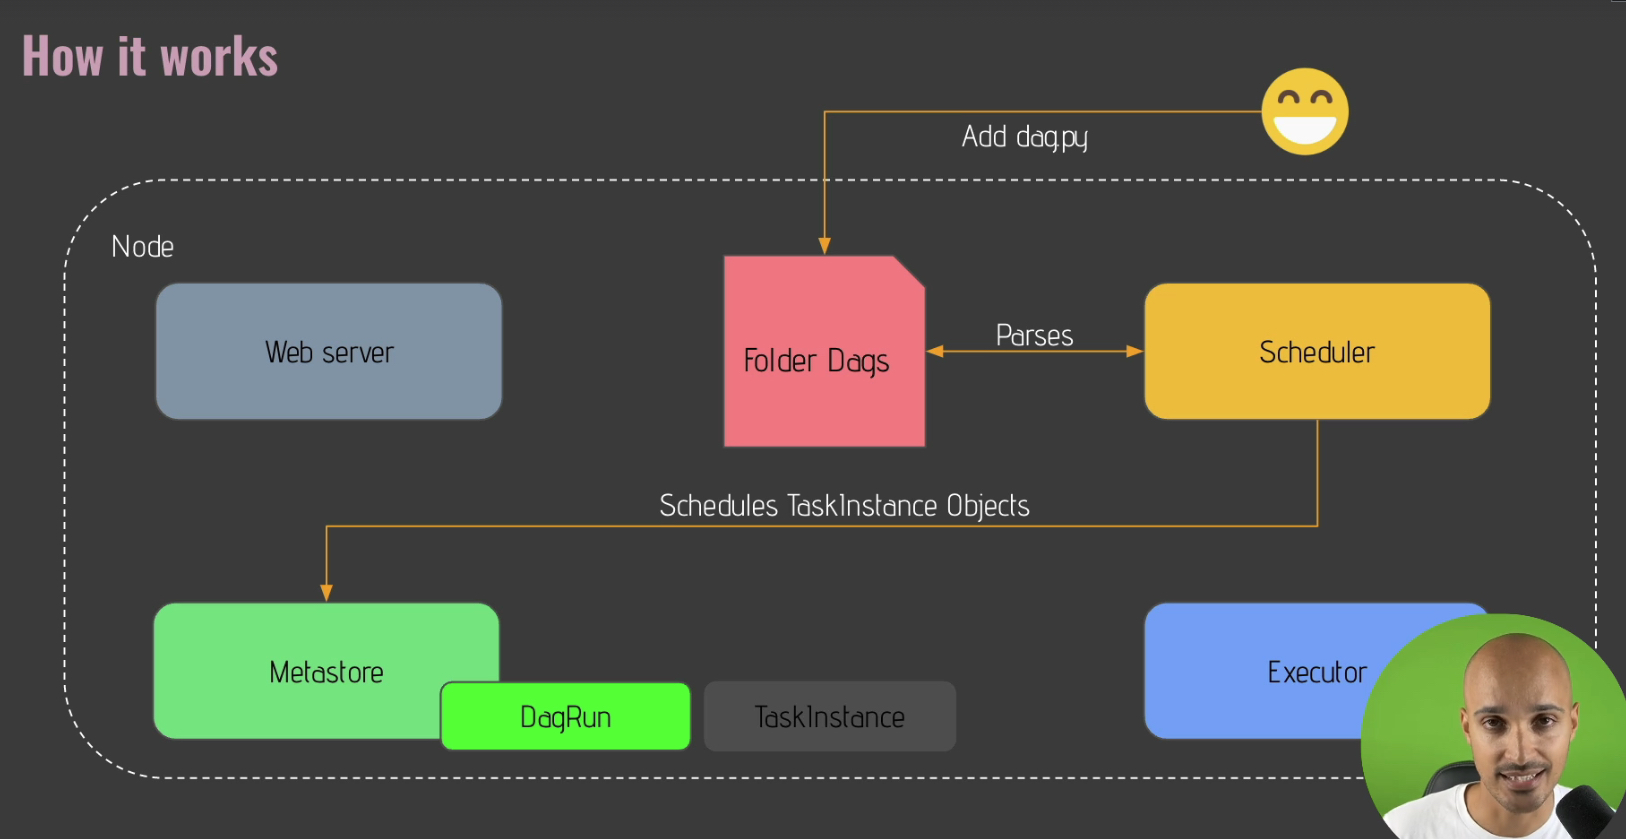 How it works
Add dag.py
Node
Web server
Folder Dags
Parses
Scheduler
Schedules TaskInstance Objects
Metastore
DagRun
TaskInstance
Executor